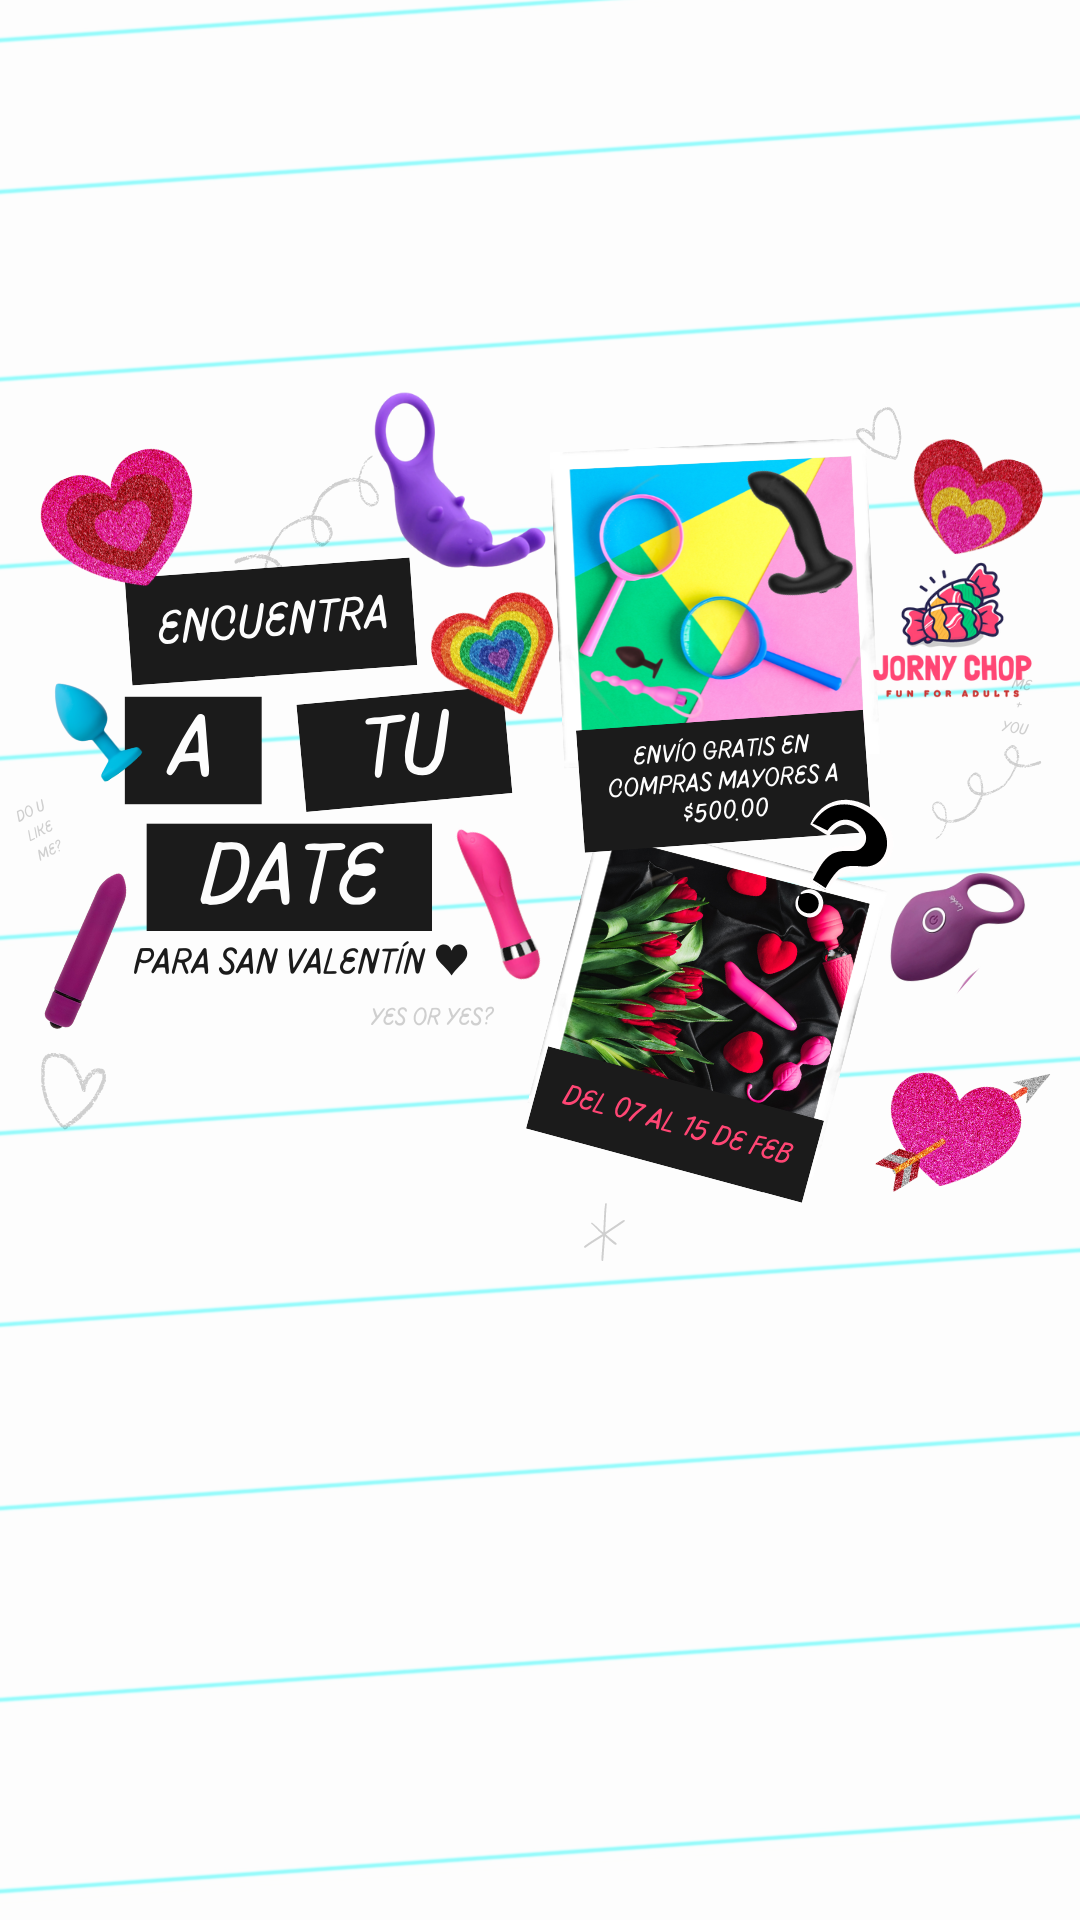 ENCUENTRA
A TU
DATE
PARA SAN VALENTÍN ♥
YES OR YES?
DO U
LIKE
ME?
ENVÍO GRATIS EN
COMPRAS MAYORES A
$500.00
?
DEL 07 AL 15 DE FEB
JORNY CHOP
FUN FOR ADULTS
ME
+
YOU